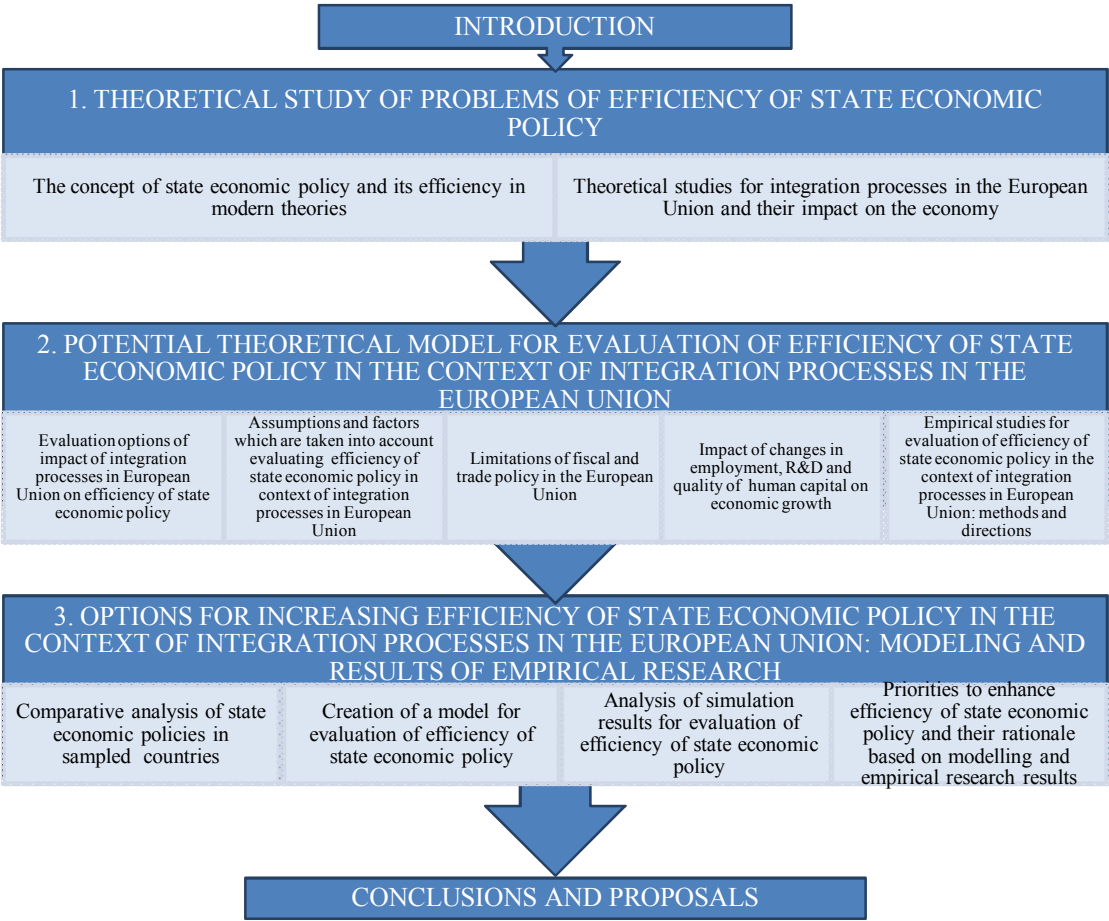 INTRODUCTION
1. THEORETICAL STUDY OF PROBLEMS OF EFFICIENCY OF STATE ECONOMIC
POLICY
The concept of state economic policy and its efficiency in
modern theories
Theoretical studies for integration processes in the European
Union and their impact on the economy
2. POTENTIAL THEORETICAL MODEL FOR EVALUATION OF EFFICIENCY OF STATE
ECONOMIC POLICY IN THE CONTEXT OF INTEGRATION PROCESSES IN THE
EUROPEAN UNION
Evaluation options of
impact of integration
processes in European
Union on efficiency of state
economic policy
Assumptions and factors
which are taken into account
evaluating efficiency of
state economic policy in
context of integration
processes in European
Union
Limitations of fiscal and
trade policy in the European
Union
Impact of changes in
employment, R&D and
quality of human capital on
economic growth
Empirical studies for
evaluation of efficiency of
state economic policy in the
context of integration
processes in European
Union: methods and
directions
3. OPTIONS FOR INCREASING EFFICIENCY OF STATE ECONOMIC POLICY IN THE
CONTEXT OF INTEGRATION PROCESSES IN THE EUROPEAN UNION: MODELING AND
RESULTS OF EMPIRICAL RESEARCH
Comparative analysis of state
economic policies in
sampled countries
Creation of a model for
evaluation of efficiency of
state economic policy
Analysis of simulation
results for evaluation of
efficiency of state economic
policy
Priorities to enhance
efficiency of state economic
policy and their rationale
based on modelling and
empirical research results
CONCLUSIONS AND PROPOSALS